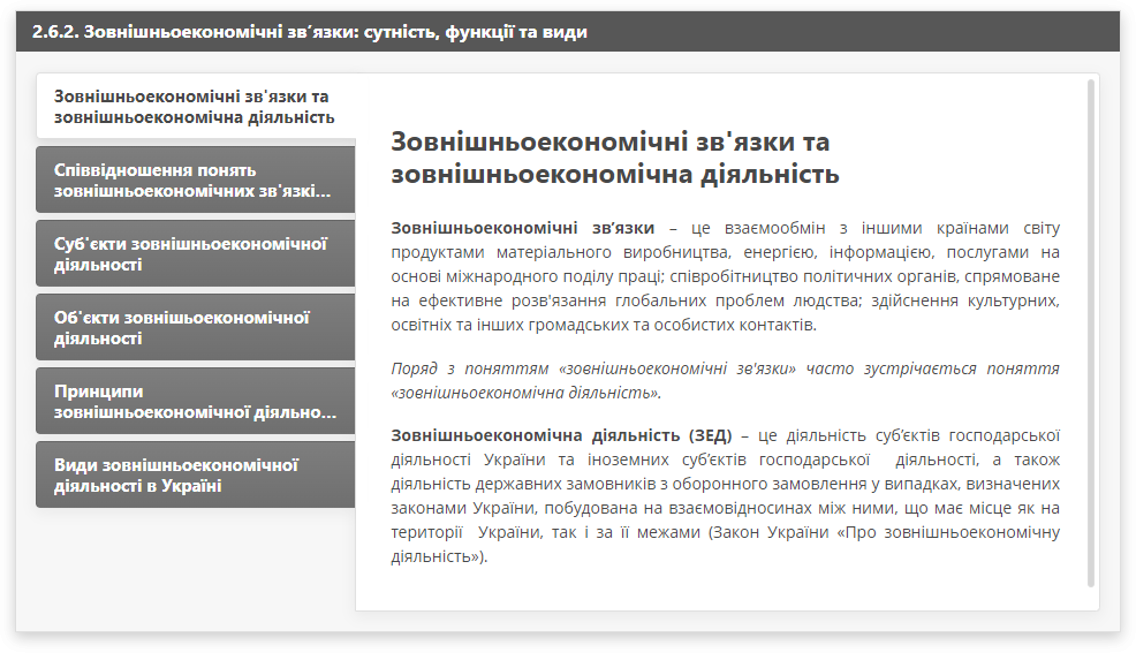 2.6.2. Зовнішньоекономічні зв’язки: сутність, функції та види
Зовнішньоекономічні зв'язки та
зовнішньоекономічна діяльність
Співвідношення понять
зовнішньоекономічних зв'язкі...
Суб'єкти зовнішньоекономічної
діяльності
Об'єкти зовнішьоекономічної
діяльності
Принципи
зовнішньоекономічної діяльно...
Види зовнішньоекономічної
діяльності в Україні
Зовнішньоекономічні зв'язки та
зовнішньоекономічна діяльність
Зовнішньоекономічні зв’язки – це взаємообмін з іншими країнами світу
продуктами матеріального виробництва, енергією, інформацією, послугами на
основі міжнародного поділу праці; співробітництво політичних органів, спрямоване
на ефективне розв'язання глобальних проблем людства; здійснення культурних,
освітніх та інших громадських та особистих контактів.
Поряд з поняттям «зовнішньоекономічні зв'язки» часто зустрічається поняття
«зовнішньоекономічна діяльність».
Зовнішньоекономічна діяльність (ЗЕД) – це діяльність суб’єктів господарської
діяльності України та іноземних суб’єктів господарської діяльності, а також
діяльність державних замовників з оборонного замовлення у випадках, визначених
законами України, побудована на взаємовідносинах між ними, що має місце як на
території України, так і за її межами (Закон України «Про зовнішньоекономічну
діяльність»).